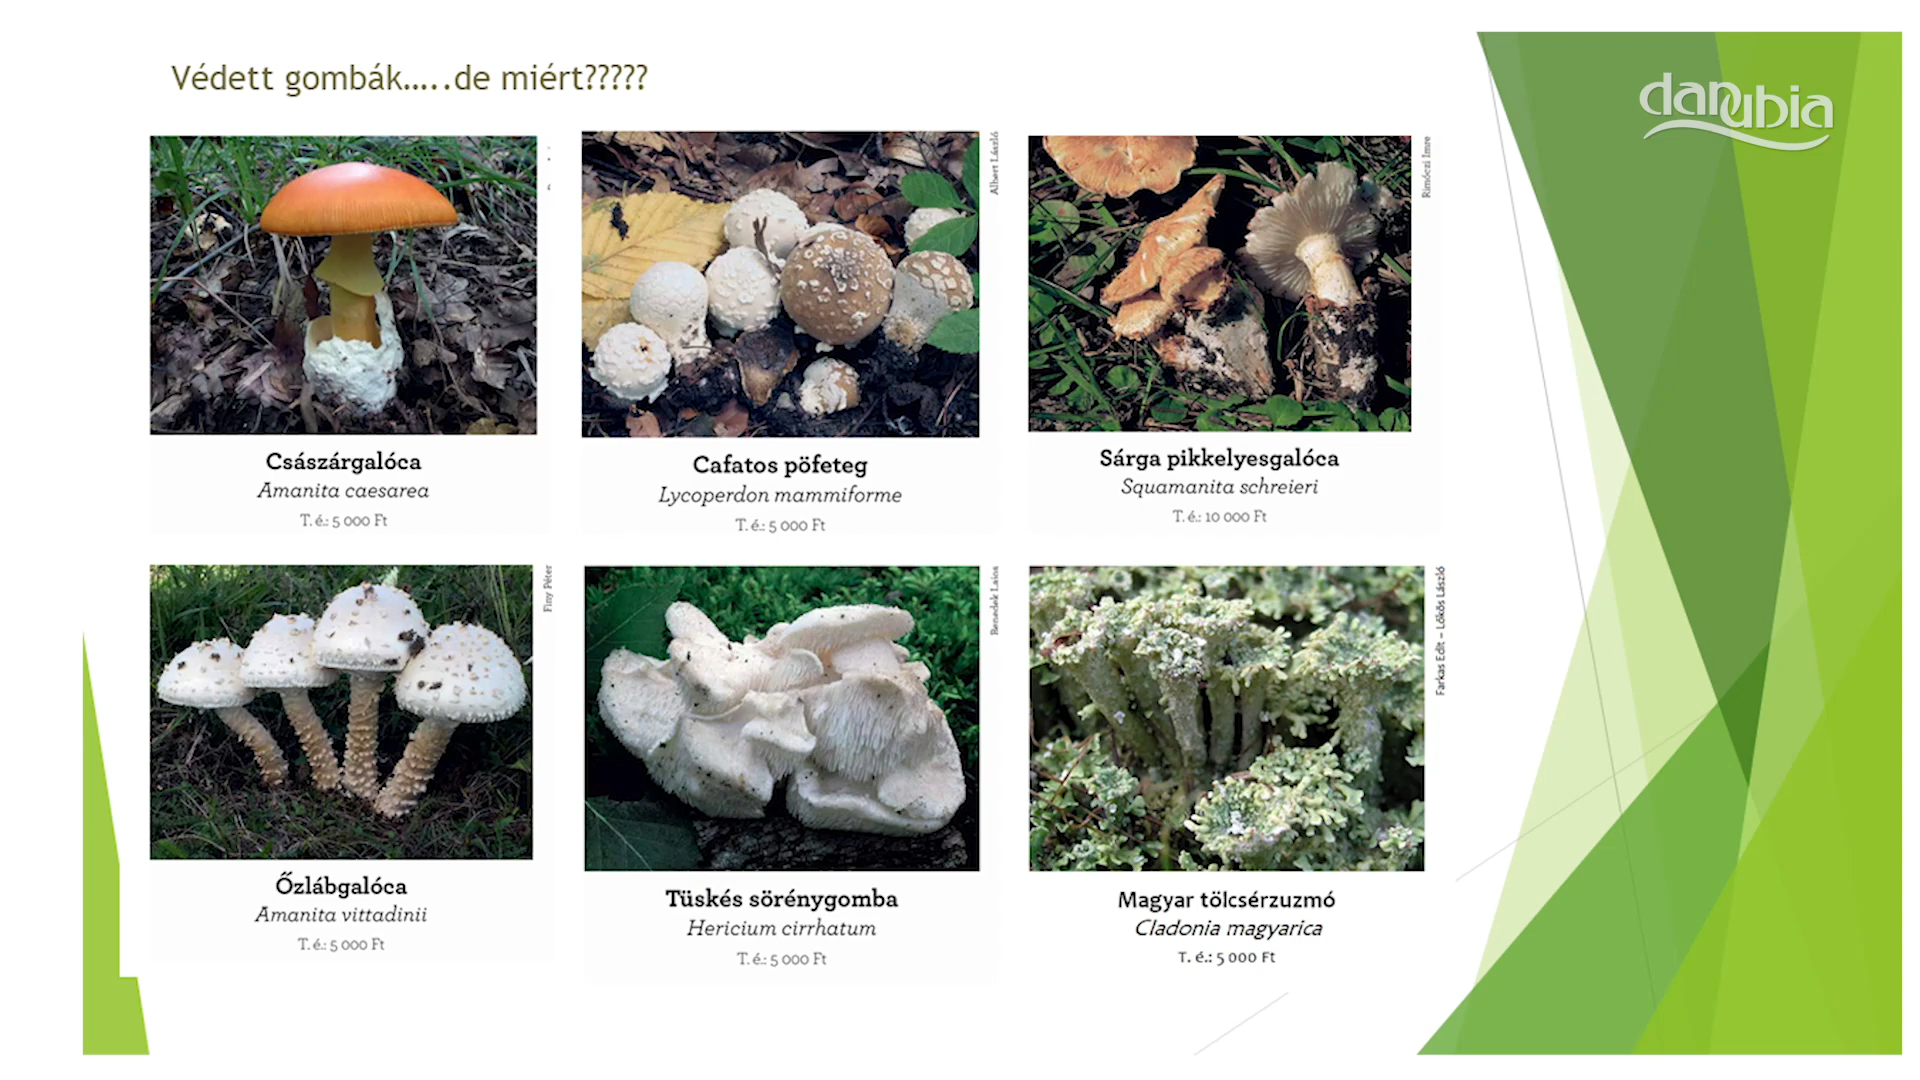 Védett gombák.....de miért?????
danubia
Albert László
Rimóczi Imre
Császárgalóca
Amanita caesarea
T. é.: 5 000 Ft
Cafatos pöfeteg
Lycoperdon mammiforme
T. é.: 5 000 Ft
Sárga pikkelyesgalóca
Squamanita schreieri
T. é.: 10 000 Ft
Finy Péter
Benedek Lajos
Farkas Edit – Lőkös László
Őzlábgalóca
Amanita vittadinii
T. é.: 5 000 Ft
Tüskés sörénygomba
Hericium cirrhatum
T. é.: 5 000 Ft
Magyar tölcsérzuzmó
Cladonia magyarica
T. é.: 5 000 Ft